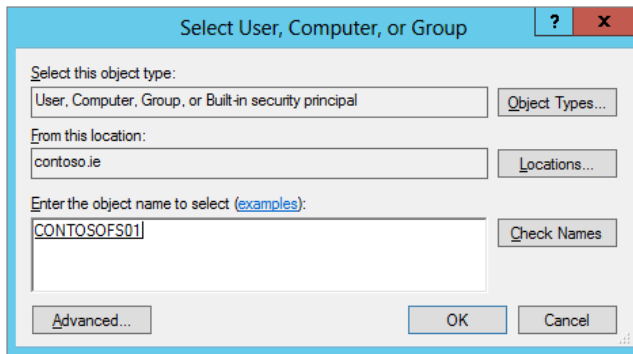 Select User, Computer, or Group
?
x
Select this object type:
User, Computer, Group, or Built-in security principal
Object Types...
From this location:
contoso.ie
Locations...
Enter the object name to select (examples):
CONTOSOFS01
Check Names
Advanced...
OK
Cancel